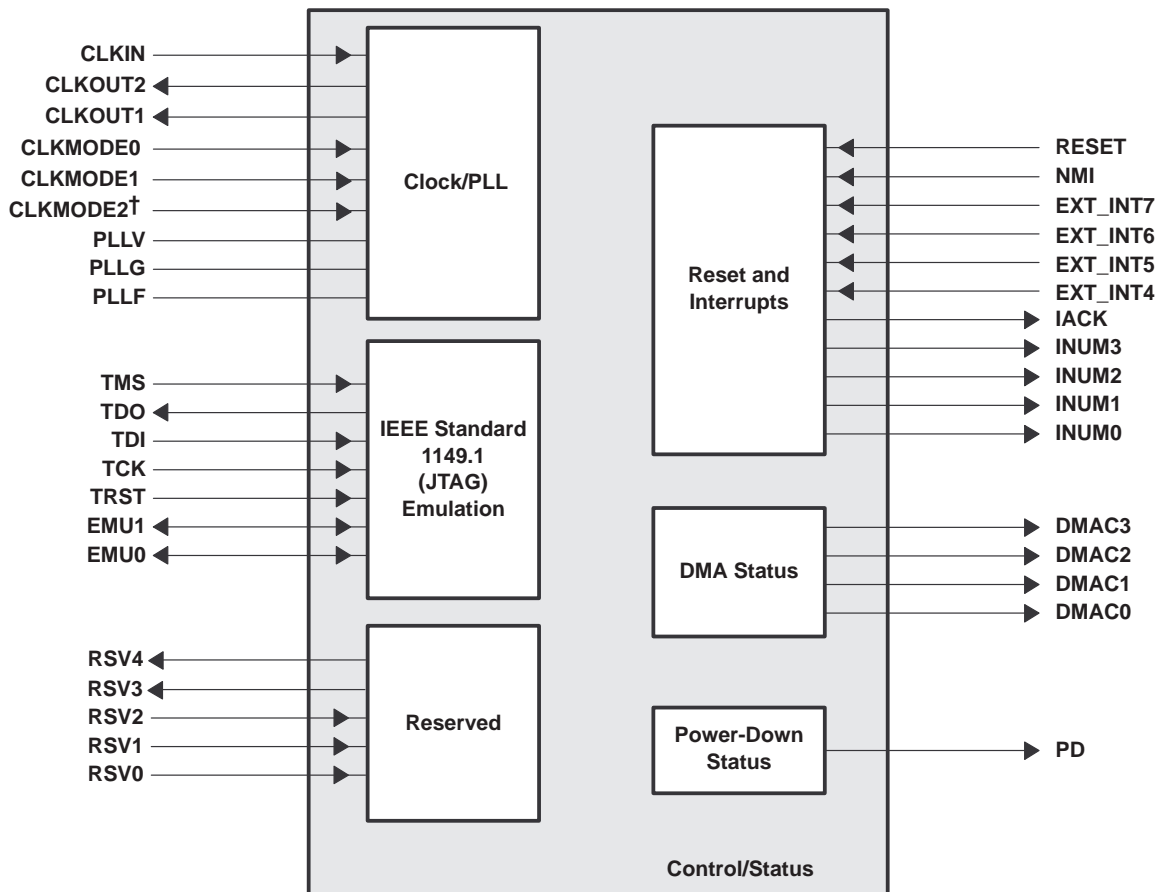 CLKIN
CLKOUT2
CLKOUT1
CLKMODE0
CLKMODE1
CLKMODE2†
PLLV
PLLG
PLLF
Clock/PLL
TMS
TDO
TDI
TCK
TRST
EMU1
EMU0
IEEE Standard
1149.1
(JTAG)
Emulation
RSV4
RSV3
RSV2
RSV1
RSV0
Reserved
Reset and
Interrupts
RESET
NMI
EXT_INT7
EXT_INT6
EXT_INT5
EXT_INT4
IACK
INUM3
INUM2
INUM1
INUM0
DMA Status
DMAC3
DMAC2
DMAC1
DMAC0
Power-Down
Status
PD
Control/Status